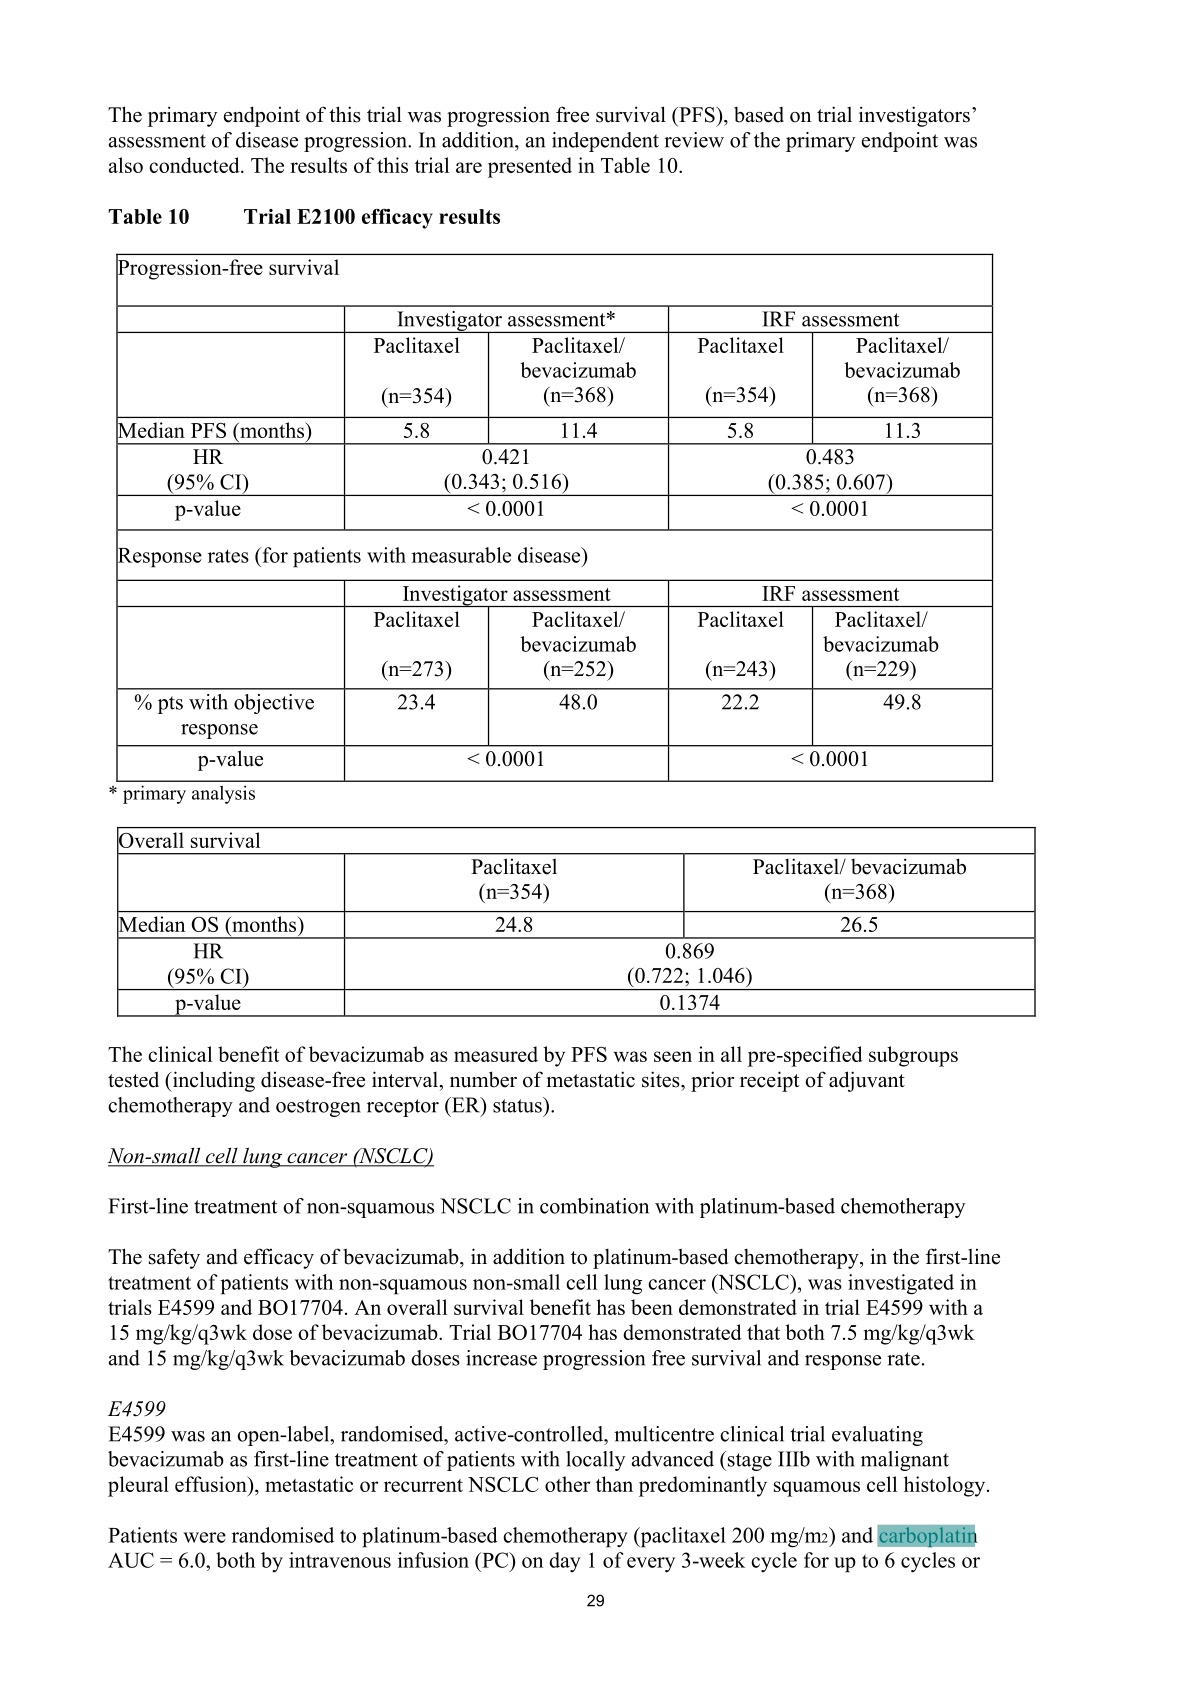 The primary endpoint of this trial was progression free survival (PFS), based on trial investigators’
assessment of disease progression. In addition, an independent review of the primary endpoint was
also conducted. The results of this trial are presented in Table 10.
Table 10 Trial E2100 efficacy results
Progression-free survival
Investigator assessment* IRF assessment
Paclitaxel Paclitaxel/ Paclitaxel Paclitaxel/
bevacizumab bevacizumab
(n=354) (n=368) (n=354) (n=368)
Median PFS (months) 5.8 11.4 5.8 11.3
HR 0.421 0.483
(95% CI) (0.343; 0.516) (0.385; 0.607)
p-value < 0.0001 < 0.0001
Response rates (for patients with measurable disease)
Investigator assessment IRF assessment
Paclitaxel Paclitaxel/ Paclitaxel Paclitaxel/
bevacizumab bevacizumab
(n=273) (n=252) (n=243) (n=229)
% pts with objective 23.4 48.0 22.2 49.8
response
p-value < 0.0001 < 0.0001
* primary analysis
Overall survival
Paclitaxel Paclitaxel/ bevacizumab
(n=354) (n=368)
Median OS (months) 24.8 26.5
HR 0.869
(95% CI) (0.722; 1.046)
p-value 0.1374
The clinical benefit of bevacizumab as measured by PFS was seen in all pre-specified subgroups
tested (including disease-free interval, number of metastatic sites, prior receipt of adjuvant
chemotherapy and oestrogen receptor (ER) status).
Non-small cell lung cancer (NSCLC)
First-line treatment of non-squamous NSCLC in combination with platinum-based chemotherapy
The safety and efficacy of bevacizumab, in addition to platinum-based chemotherapy, in the first-line
treatment of patients with non-squamous non-small cell lung cancer (NSCLC), was investigated in
trials E4599 and BO17704. An overall survival benefit has been demonstrated in trial E4599 with a
15 mg/kg/q3wk dose of bevacizumab. Trial BO17704 has demonstrated that both 7.5 mg/kg/q3wk
and 15 mg/kg/q3wk bevacizumab doses increase progression free survival and response rate.
E4599
E4599 was an open-label, randomised, active-controlled, multicentre clinical trial evaluating
bevacizumab as first-line treatment of patients with locally advanced (stage IIIb with malignant
pleural effusion), metastatic or recurrent NSCLC other than predominantly squamous cell histology.
Patients were randomised to platinum-based chemotherapy (paclitaxel 200 mg/m2) and carboplatin
AUC = 6.0, both by intravenous infusion (PC) on day 1 of every 3-week cycle for up to 6 cycles or
29